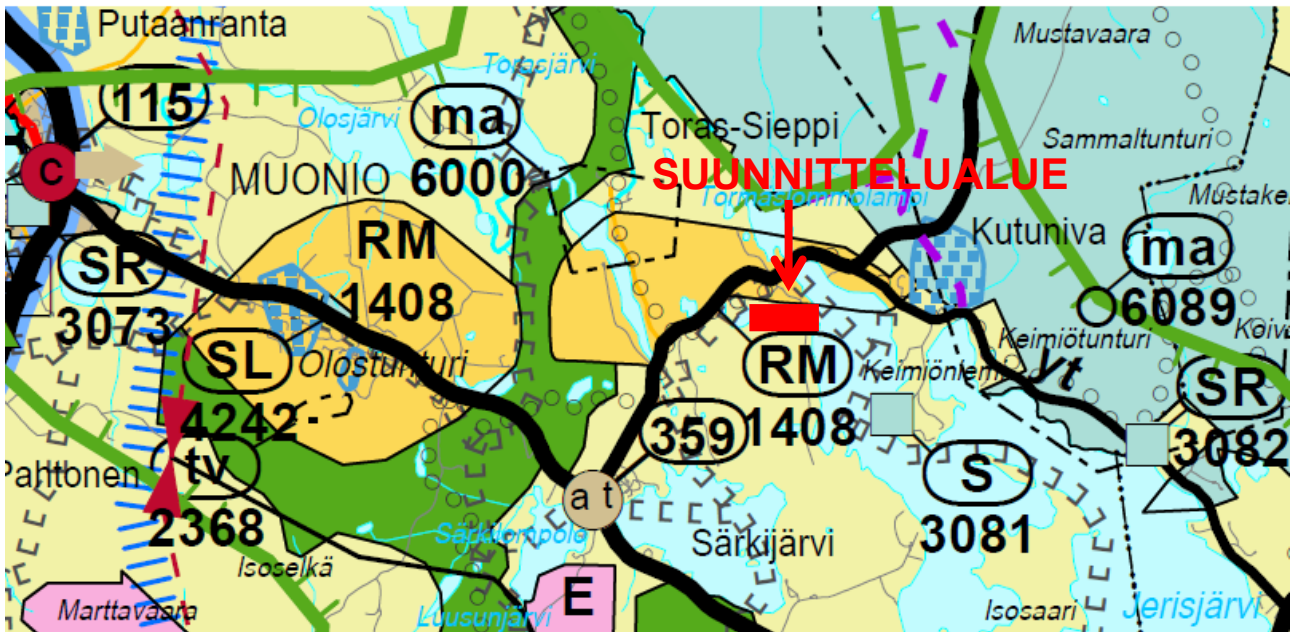 Putaanranta
115
Torasjärvi
Olosjärvi
ma
6000
Toras-Sieppi
Mustavaara
Sammaltunturi
C
MUONIO
SUUNNITTELUALUE
Kutuniva
RM
1408
SR
3073
ma
6089
Keimiötunturi
SL
4242
Olostunturi
RM
1408
yt
SR
3082
359
Pahtonen
tv
2368
a t
S
3081
Särkilompolo
Särkijärvi
Isoselkä
E
Marttavaara
Luusunjärvi
Isosaari
Jerisjärvi